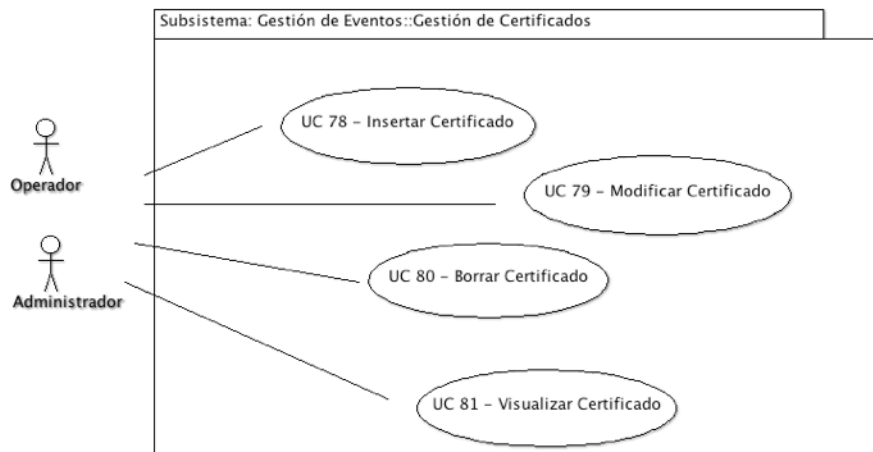 Subsistema: Gestión de Eventos::Gestión de Certificados
UC 78 - Insertar Certificado
Operador
UC 79 - Modificar Certificado
UC 80 - Borrar Certificado
Administrador
UC 81 - Visualizar Certificado